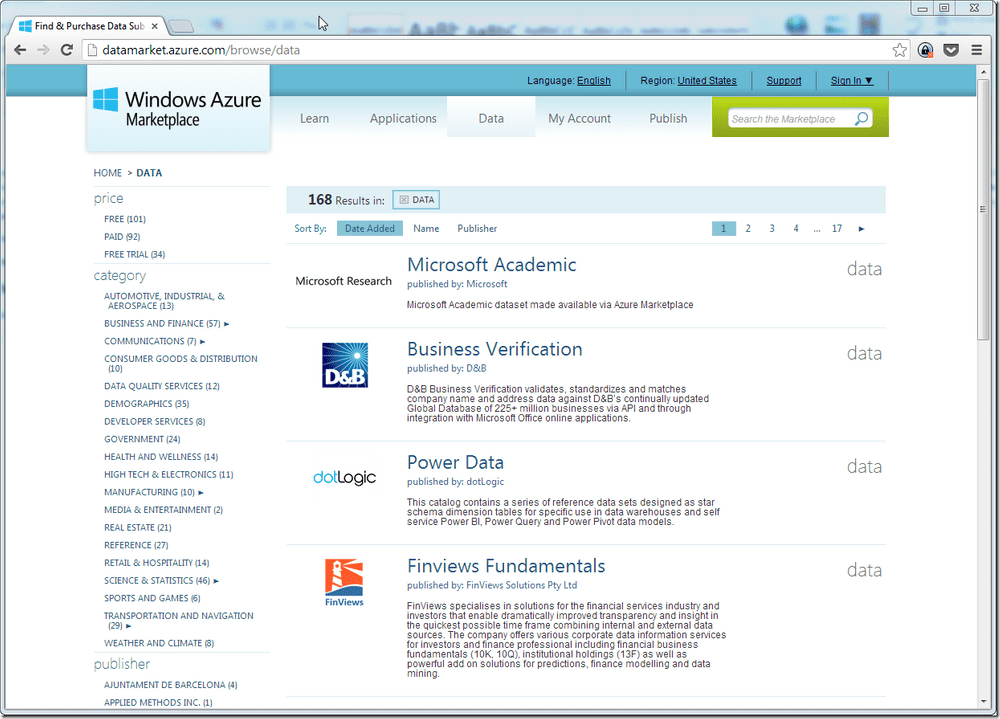 Find & Purchase Data Sub
datamarket.azure.com/browse/data
Language: English
Region: United States
Support
Sign In ▼
Windows Azure
Marketplace
Learn
Applications
Data
My Account
Publish
Search the Marketplace
HOME > DATA
price
FREE (101)
PAID (92)
FREE TRIAL (34)
category
AUTOMOTIVE, INDUSTRIAL, &
AEROSPACE (13)
BUSINESS AND FINANCE (57) ►
COMMUNICATIONS (7) ►
CONSUMER GOODS & DISTRIBUTION
(10)
DATA QUALITY SERVICES (12)
DEMOGRAPHICS (35)
DEVELOPER SERVICES (8)
GOVERNMENT (24)
HEALTH AND WELLNESS (14)
HIGH TECH & ELECTRONICS (11)
MANUFACTURING (10) ►
MEDIA & ENTERTAINMENT (2)
REAL ESTATE (21)
REFERENCE (27)
RETAIL & HOSPITALITY (14)
SCIENCE & STATISTICS (46) ►
SPORTS AND GAMES (6)
TRANSPORTATION AND NAVIGATION
(29) ►
WEATHER AND CLIMATE (8)
publisher
AJUNTAMENT DE BARCELONA (4)
APPLIED METHODS INC. (1)
168 Results in: DATA
Sort By: Date Added Name Publisher
1 2 3 4 ... 17 ►
Microsoft Research
Microsoft Academic
data
published by: Microsoft
Microsoft Academic dataset made available via Azure Marketplace
D&B
Business Verification
data
published by: D&B
D&B Business Verification validates, standardizes and matches
company name and address data against D&B's continually updated
Global Database of 225+ million businesses via API and through
integration with Microsoft Office online applications.
dotLogic
Power Data
data
published by: dotLogic
This catalog contains a series of reference data sets designed as star
schema dimension tables for specific use in data warehouses and self
service Power BI, Power Query and Power Pivot data models.
FinViews
Finviews Fundamentals
data
published by: FinViews Solutions Pty Ltd
FinViews specialises in solutions for the financial services industry and
investors that enable dramatically improved transparency and insight in
the quickest possible time frame combining internal and external data
sources. The company offers various corporate data information services
for investors and finance professional including financial business
fundamentals (10K, 10Q), institutional holdings (13F) as well as
powerful add on solutions for predictions, finance modelling and data
mining.